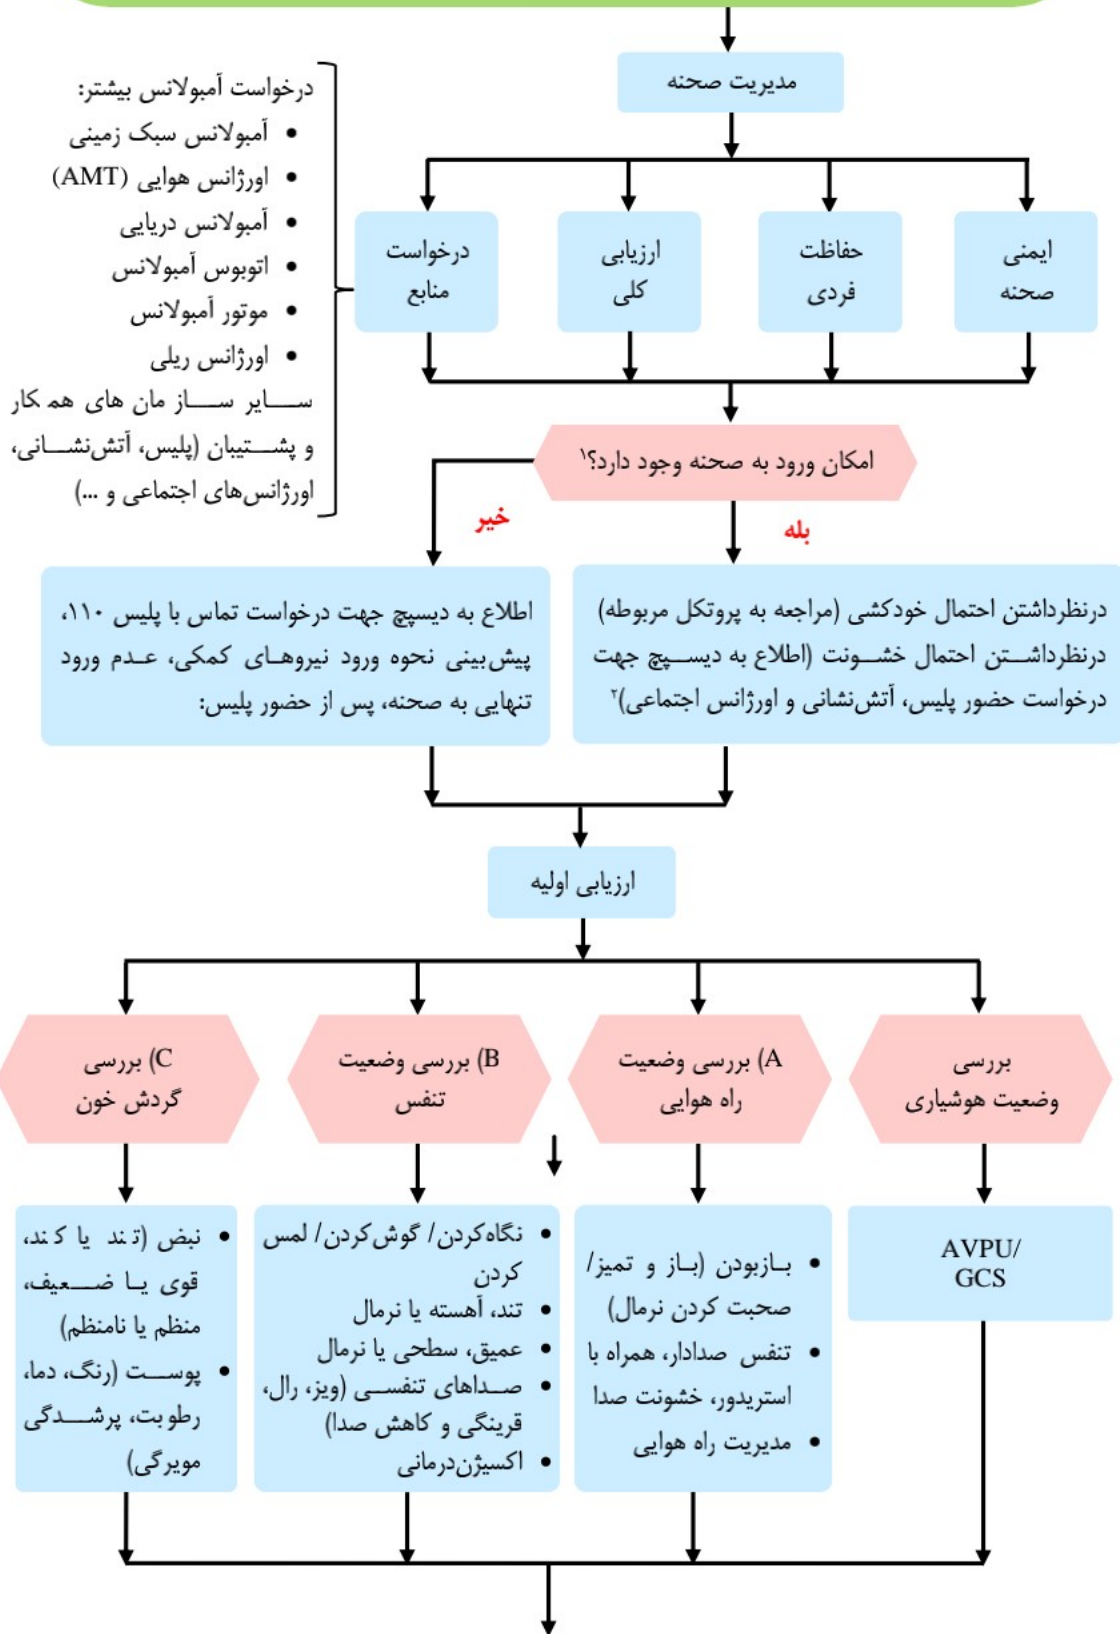 مدیریت صحنه
ایمنی
صحنه
حفاظت
فردی
ارزیابی
کلی
درخواست
منابع
درخواست آمبولانس بیشتر:
• آمبولانس سبک زمینی
• اورژانس هوایی (AMT)
• آمبولانس دریایی
• اتوبوس آمبولانس
• موتور آمبولانس
• اورژانس ریلی
سایر سازمان های همکار
و پشتیبان (پلیس، آتش‌نشانی،
اورژانس‌های اجتماعی و ...)
امکان ورود به صحنه وجود دارد؟۱
بله
خیر
درنظرداشتن احتمال خودکشی (مراجعه به پروتکل مربوطه)
درنظرداشتن احتمال خشونت (اطلاع به دیسپچ جهت
درخواست حضور پلیس، آتش‌نشانی و اورژانس اجتماعی)۲
اطلاع به دیسپچ جهت درخواست تماس با پلیس ۱۱۰،
پیش‌بینی نحوه ورود نیروهای کمکی، عدم ورود
تنهایی به صحنه، پس از حضور پلیس:
ارزیابی اولیه
بررسی
وضعیت هوشیاری
A) بررسی وضعیت
راه هوایی
B) بررسی وضعیت
تنفس
C) بررسی
گردش خون
AVPU/
GCS
• بازبودن (باز و تمیز/
صحبت کردن نرمال)
• تنفس صدادار، همراه با
استریدور، خشونت صدا
• مدیریت راه هوایی
• نگاه‌کردن/ گوش‌کردن/ لمس
کردن
• تند، آهسته یا نرمال
• عمیق، سطحی یا نرمال
• صداهای تنفسی (ویز، رال،
قرینگی و کاهش صدا)
• اکسیژن‌درمانی
• نبض (تند یا کند،
قوی یا ضعیف،
منظم یا نامنظم)
• پوست (رنگ، دما،
رطوبت، پرشدگی
مویرگی)